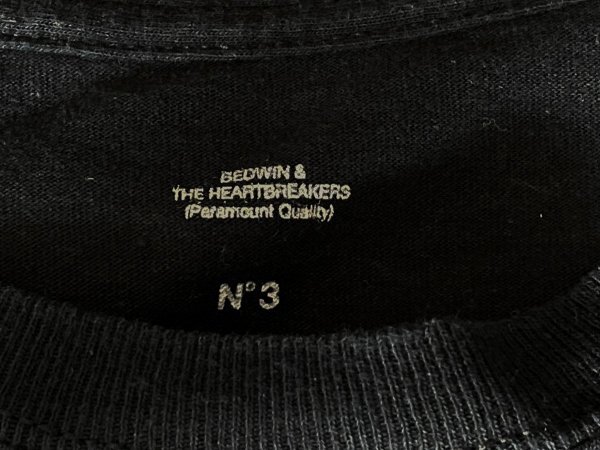 BEDWIN &
THE HEARTBREAKERS
(Paramount Quality)
N°3